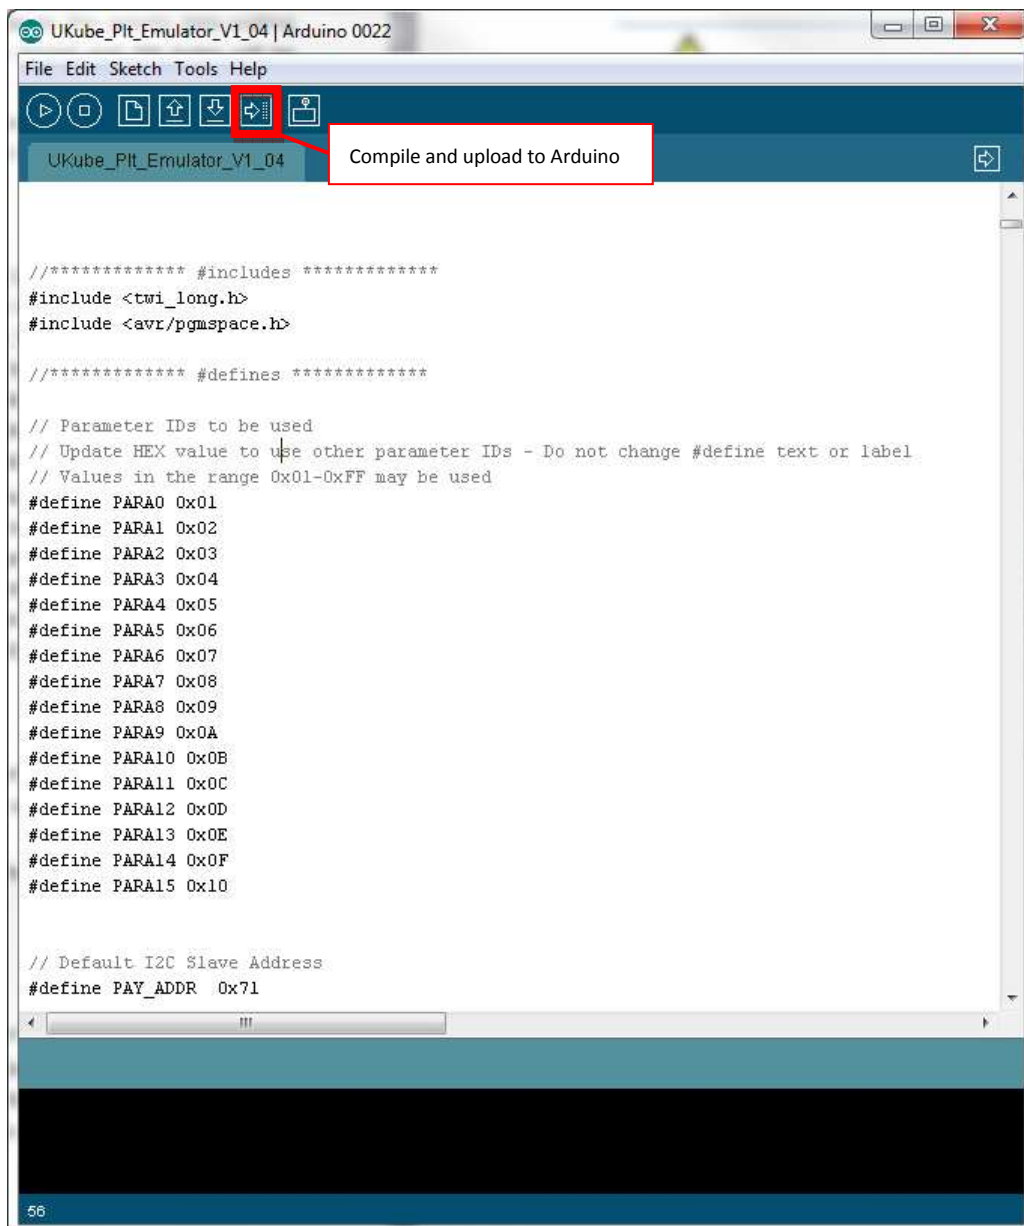 UKube_Plt_Emulator_V1_04 | Arduino 0022
File Edit Sketch Tools Help
Compile and upload to Arduino
UKube_Plt_Emulator_V1_04
//************* #includes *************
#include <twi_long.h>
#include <avr/pgmspace.h>
//************* #defines *************
// Parameter IDs to be used
// Update HEX value to use other parameter IDs - Do not change #define text or label
// Values in the range 0x01-0xFF may be used
#define PARA0 0x01
#define PARA1 0x02
#define PARA2 0x03
#define PARA3 0x04
#define PARA4 0x05
#define PARA5 0x06
#define PARA6 0x07
#define PARA7 0x08
#define PARA8 0x09
#define PARA9 0x0A
#define PARA10 0x0B
#define PARA11 0x0C
#define PARA12 0x0D
#define PARA13 0x0E
#define PARA14 0x0F
#define PARA15 0x10
// Default I2C Slave Address
#define PAY_ADDR  0x71
56